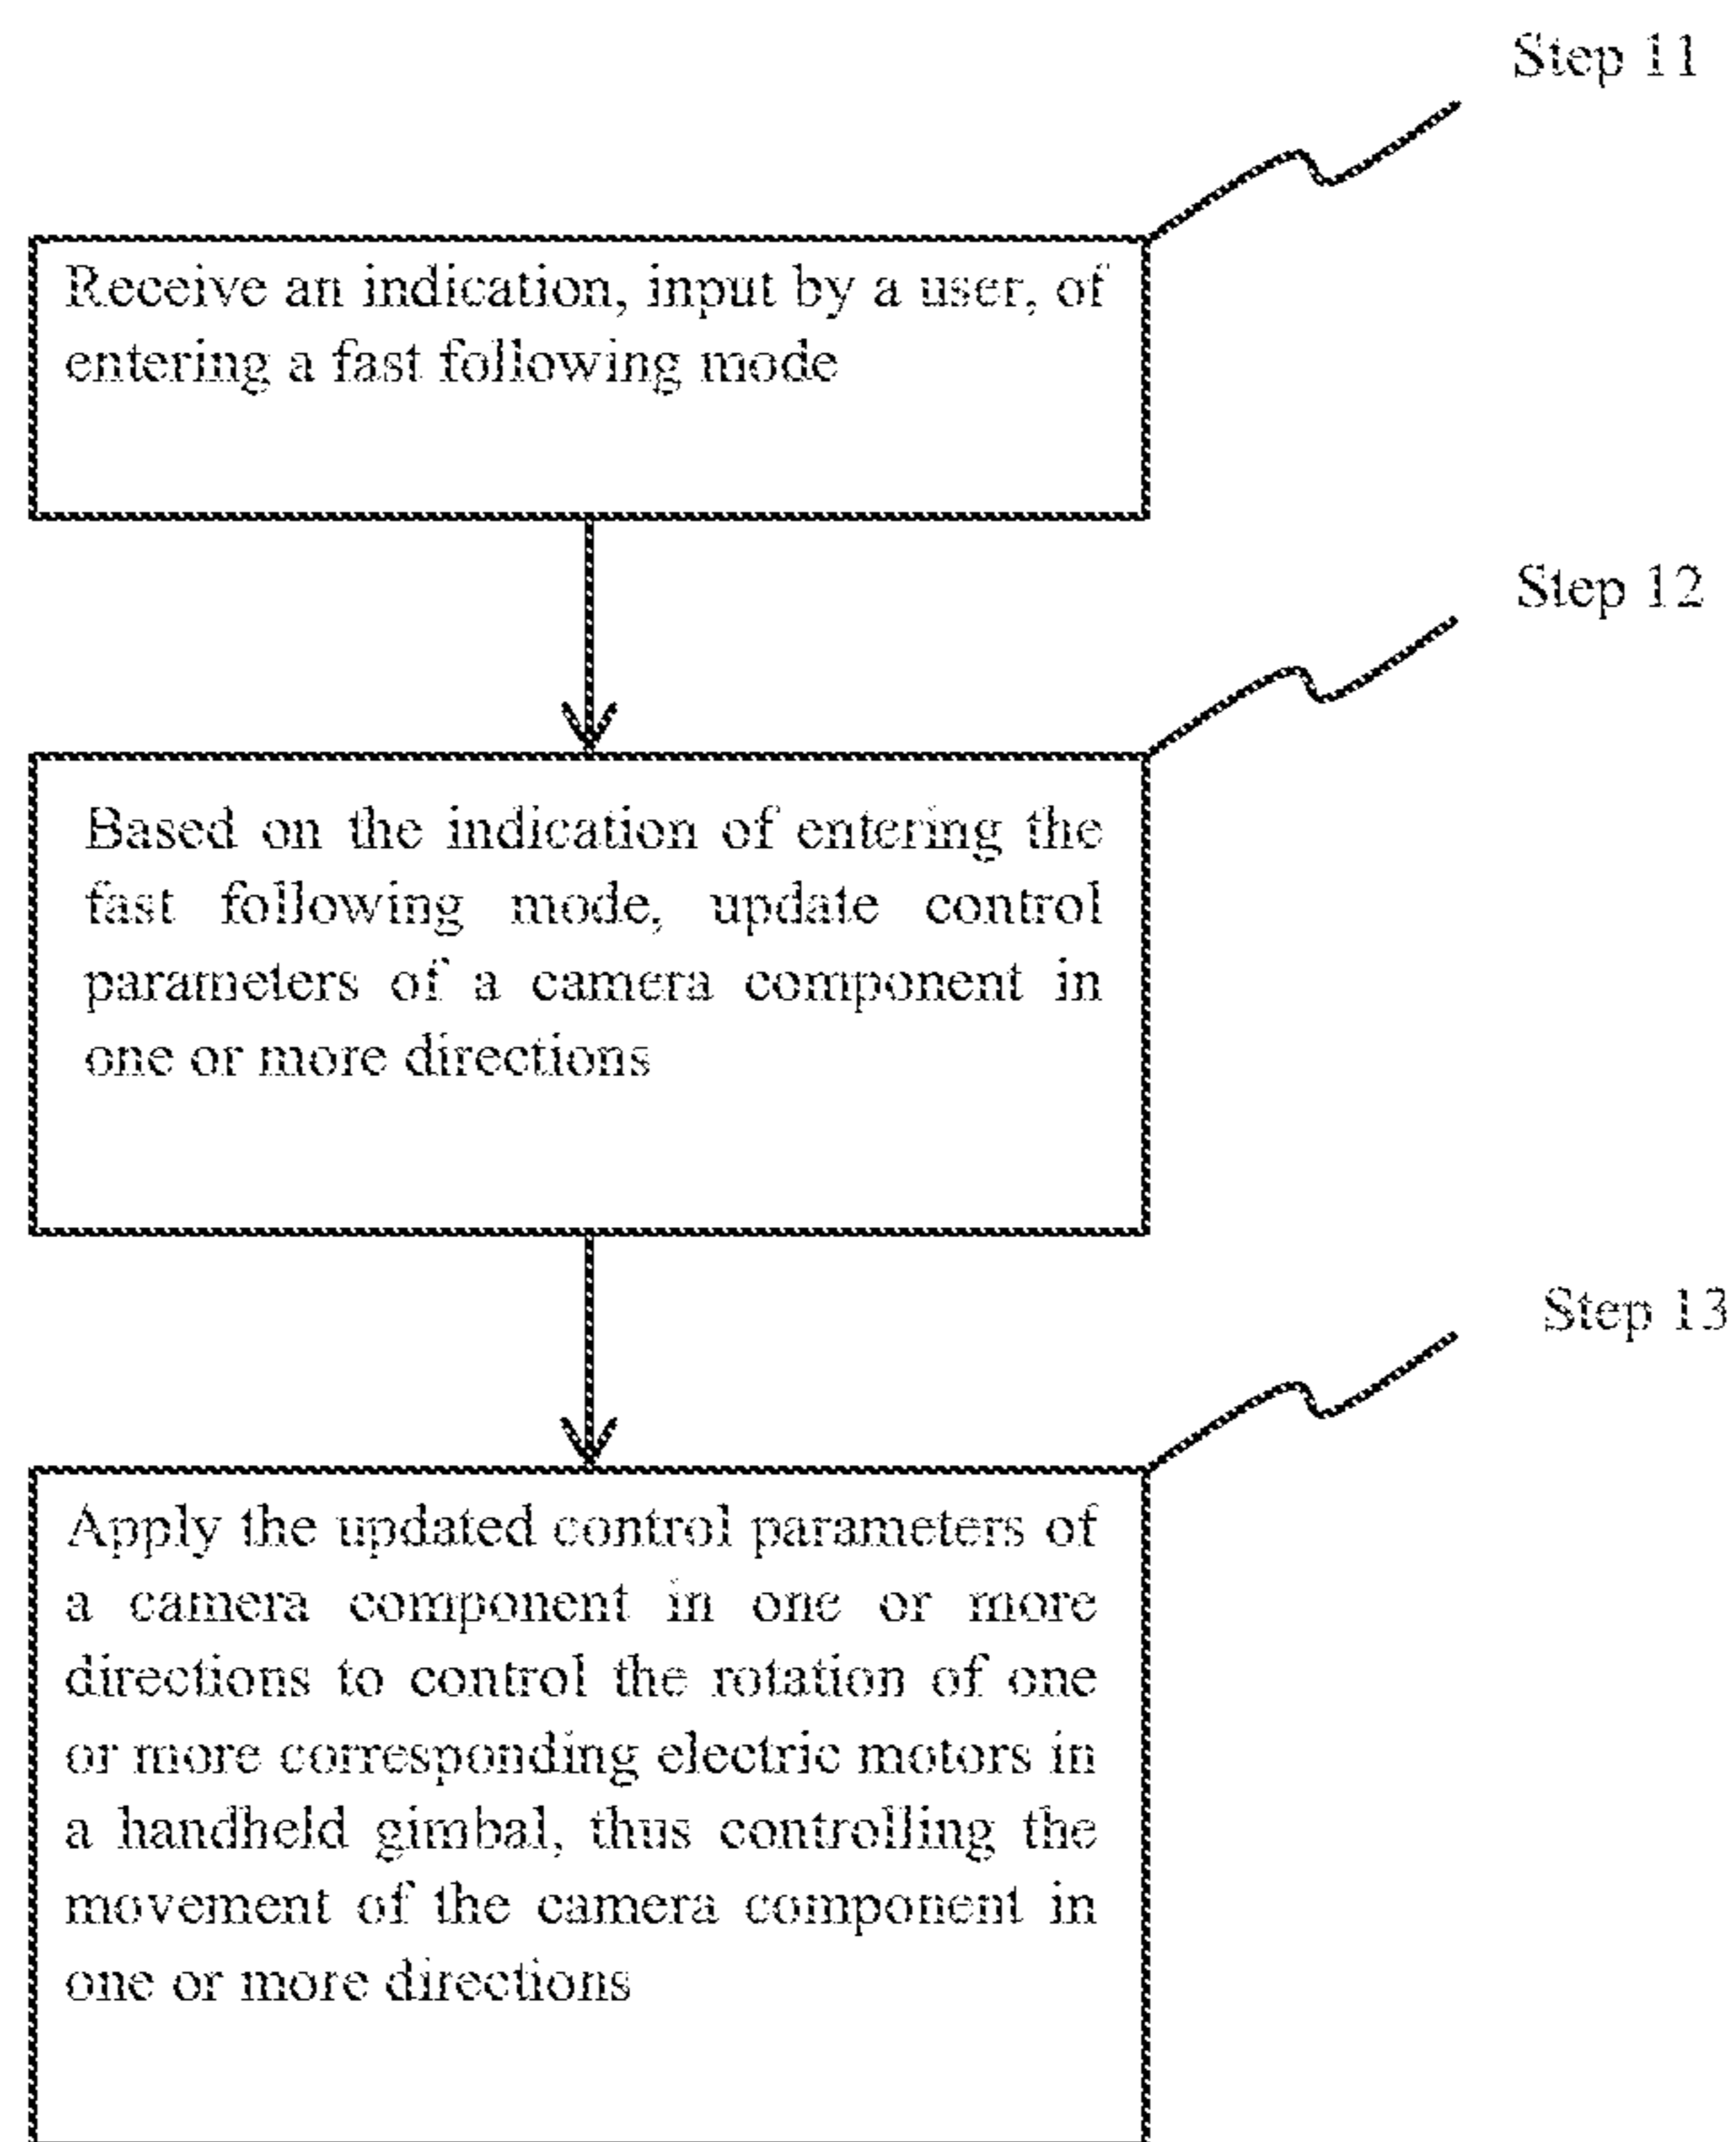 Step 11
Receive an indication, input by a user, of
entering a fast following mode
Step 12
Based on the indication of entering the
fast following mode, update control
parameters of a camera component in
one or more directions
Step 13
Apply the updated control parameters of
a camera component in one or more
directions to control the rotation of one
or more corresponding electric motors in
a handheld gimbal, thus controlling the
movement of the camera component in
one or more directions